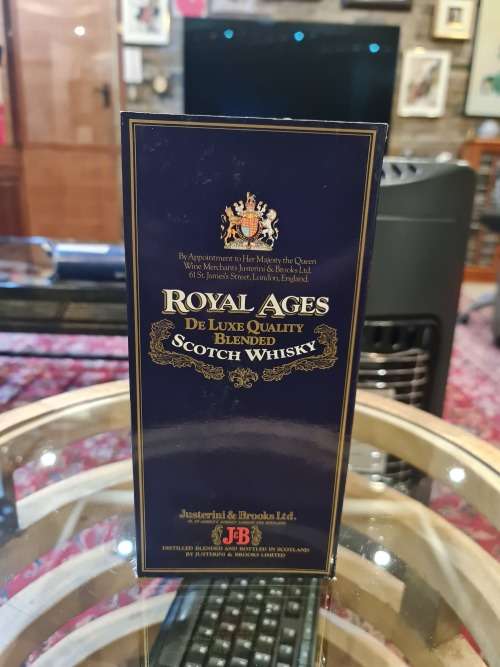 By Appointment to Her Majesty the Queen
Wine Merchants Justerini & Brooks Ltd.
61 St. James's Street, London, England.
ROYAL AGES
DE LUXE QUALITY
BLENDED
SCOTCH WHISKY
Justerini & Brooks Ltd.
J&B
DISTILLED BLENDED AND BOTTLED IN SCOTLAND
BY JUSTERINI & BROOKS LIMITED